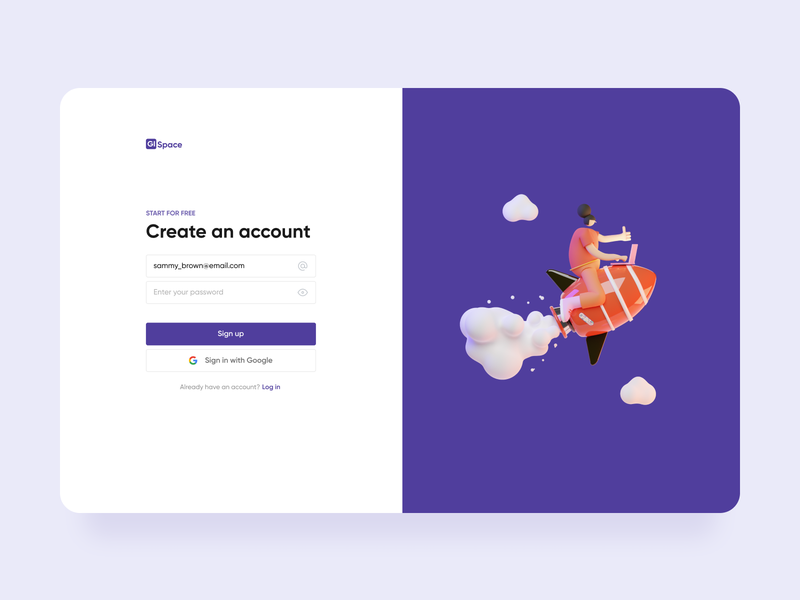 Gi Space
START FOR FREE
Create an account
sammy_brown@email.com
Enter your password
Sign up
Sign in with Google
Already have an account? Log in